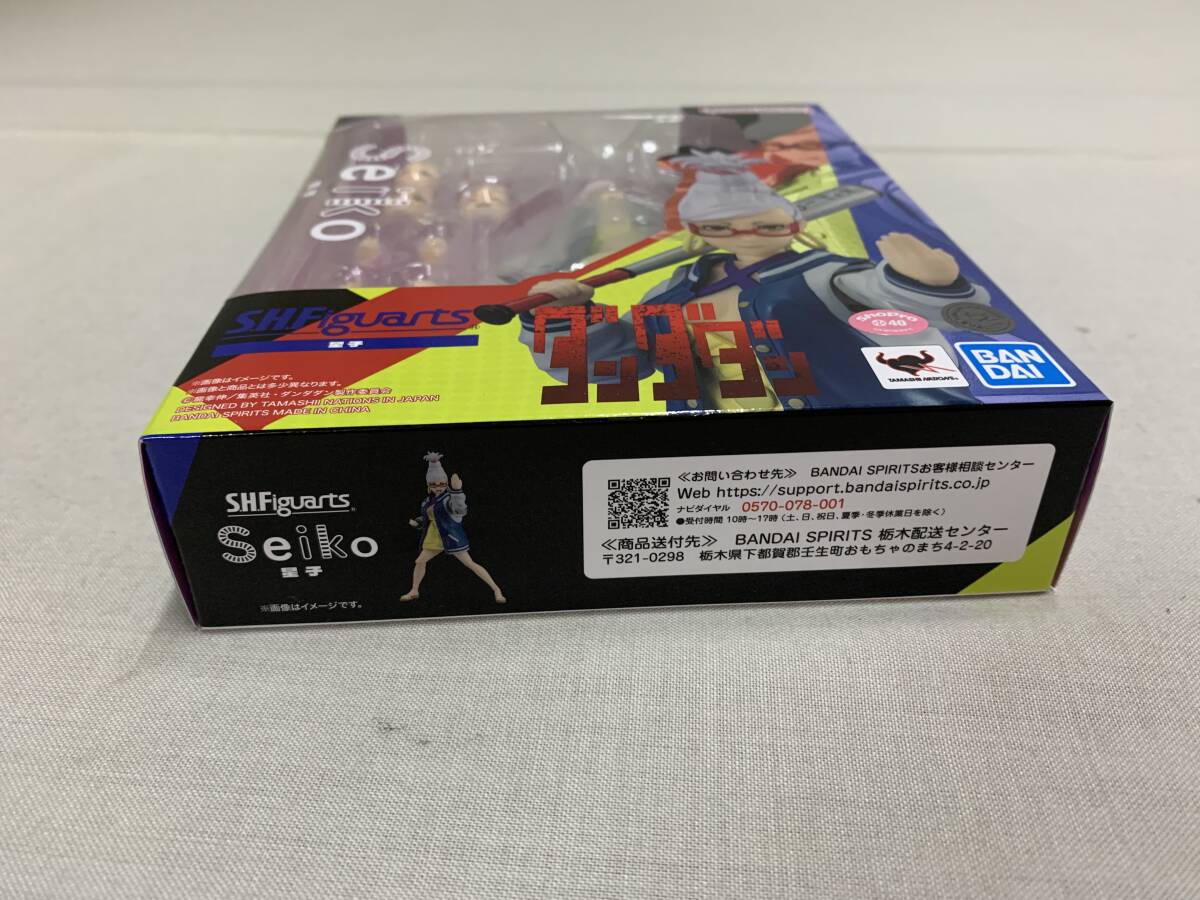 Seiko
S.H.Figuarts
星子
ダンダダン
※画像はイメージです。
※画像と商品とは多少異なります。
©龍幸伸/集英社・ダンダダン製作委員会
DESIGNED BY TAMASHII NATIONS IN JAPAN
BANDAI SPIRITS MADE IN CHINA
ShoPro
40
TAMASHII NATIONS
BAN
DAI
S.H.Figuarts
Seiko
星子
※画像はイメージです。
≪お問い合わせ先≫ BANDAI SPIRITSお客様相談センター
Web https://support.bandaispirits.co.jp
ナビダイヤル 0570-078-001
●受付時間 10時〜17時(土、日、祝日、夏季・冬季休業日を除く)
≪商品送付先≫ BANDAI SPIRITS 栃木配送センター
〒321-0298 栃木県下都賀郡壬生町おもちゃのまち4-2-20